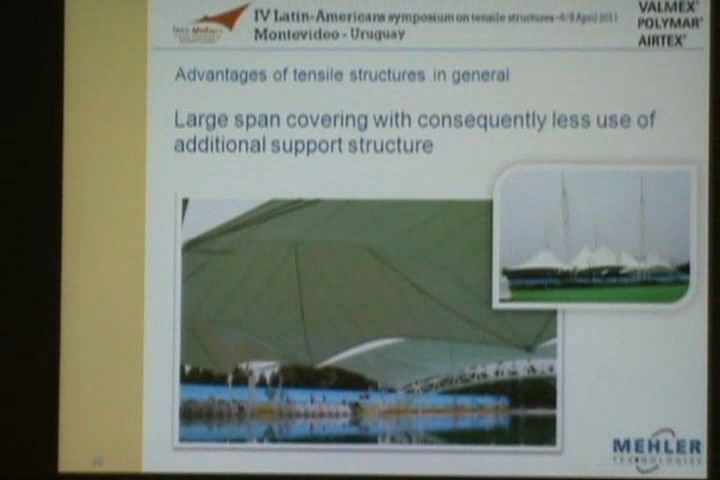 IV Latin-Americans symposium on tensile structures - 6/8 April 2011
Montevideo - Uruguay
VALMEX®
POLYMAR®
AIRTEX®
Advantages of tensile structures in general
Large span covering with consequently less use of
additional support structure
MEHLER
TEXNOLOGIES